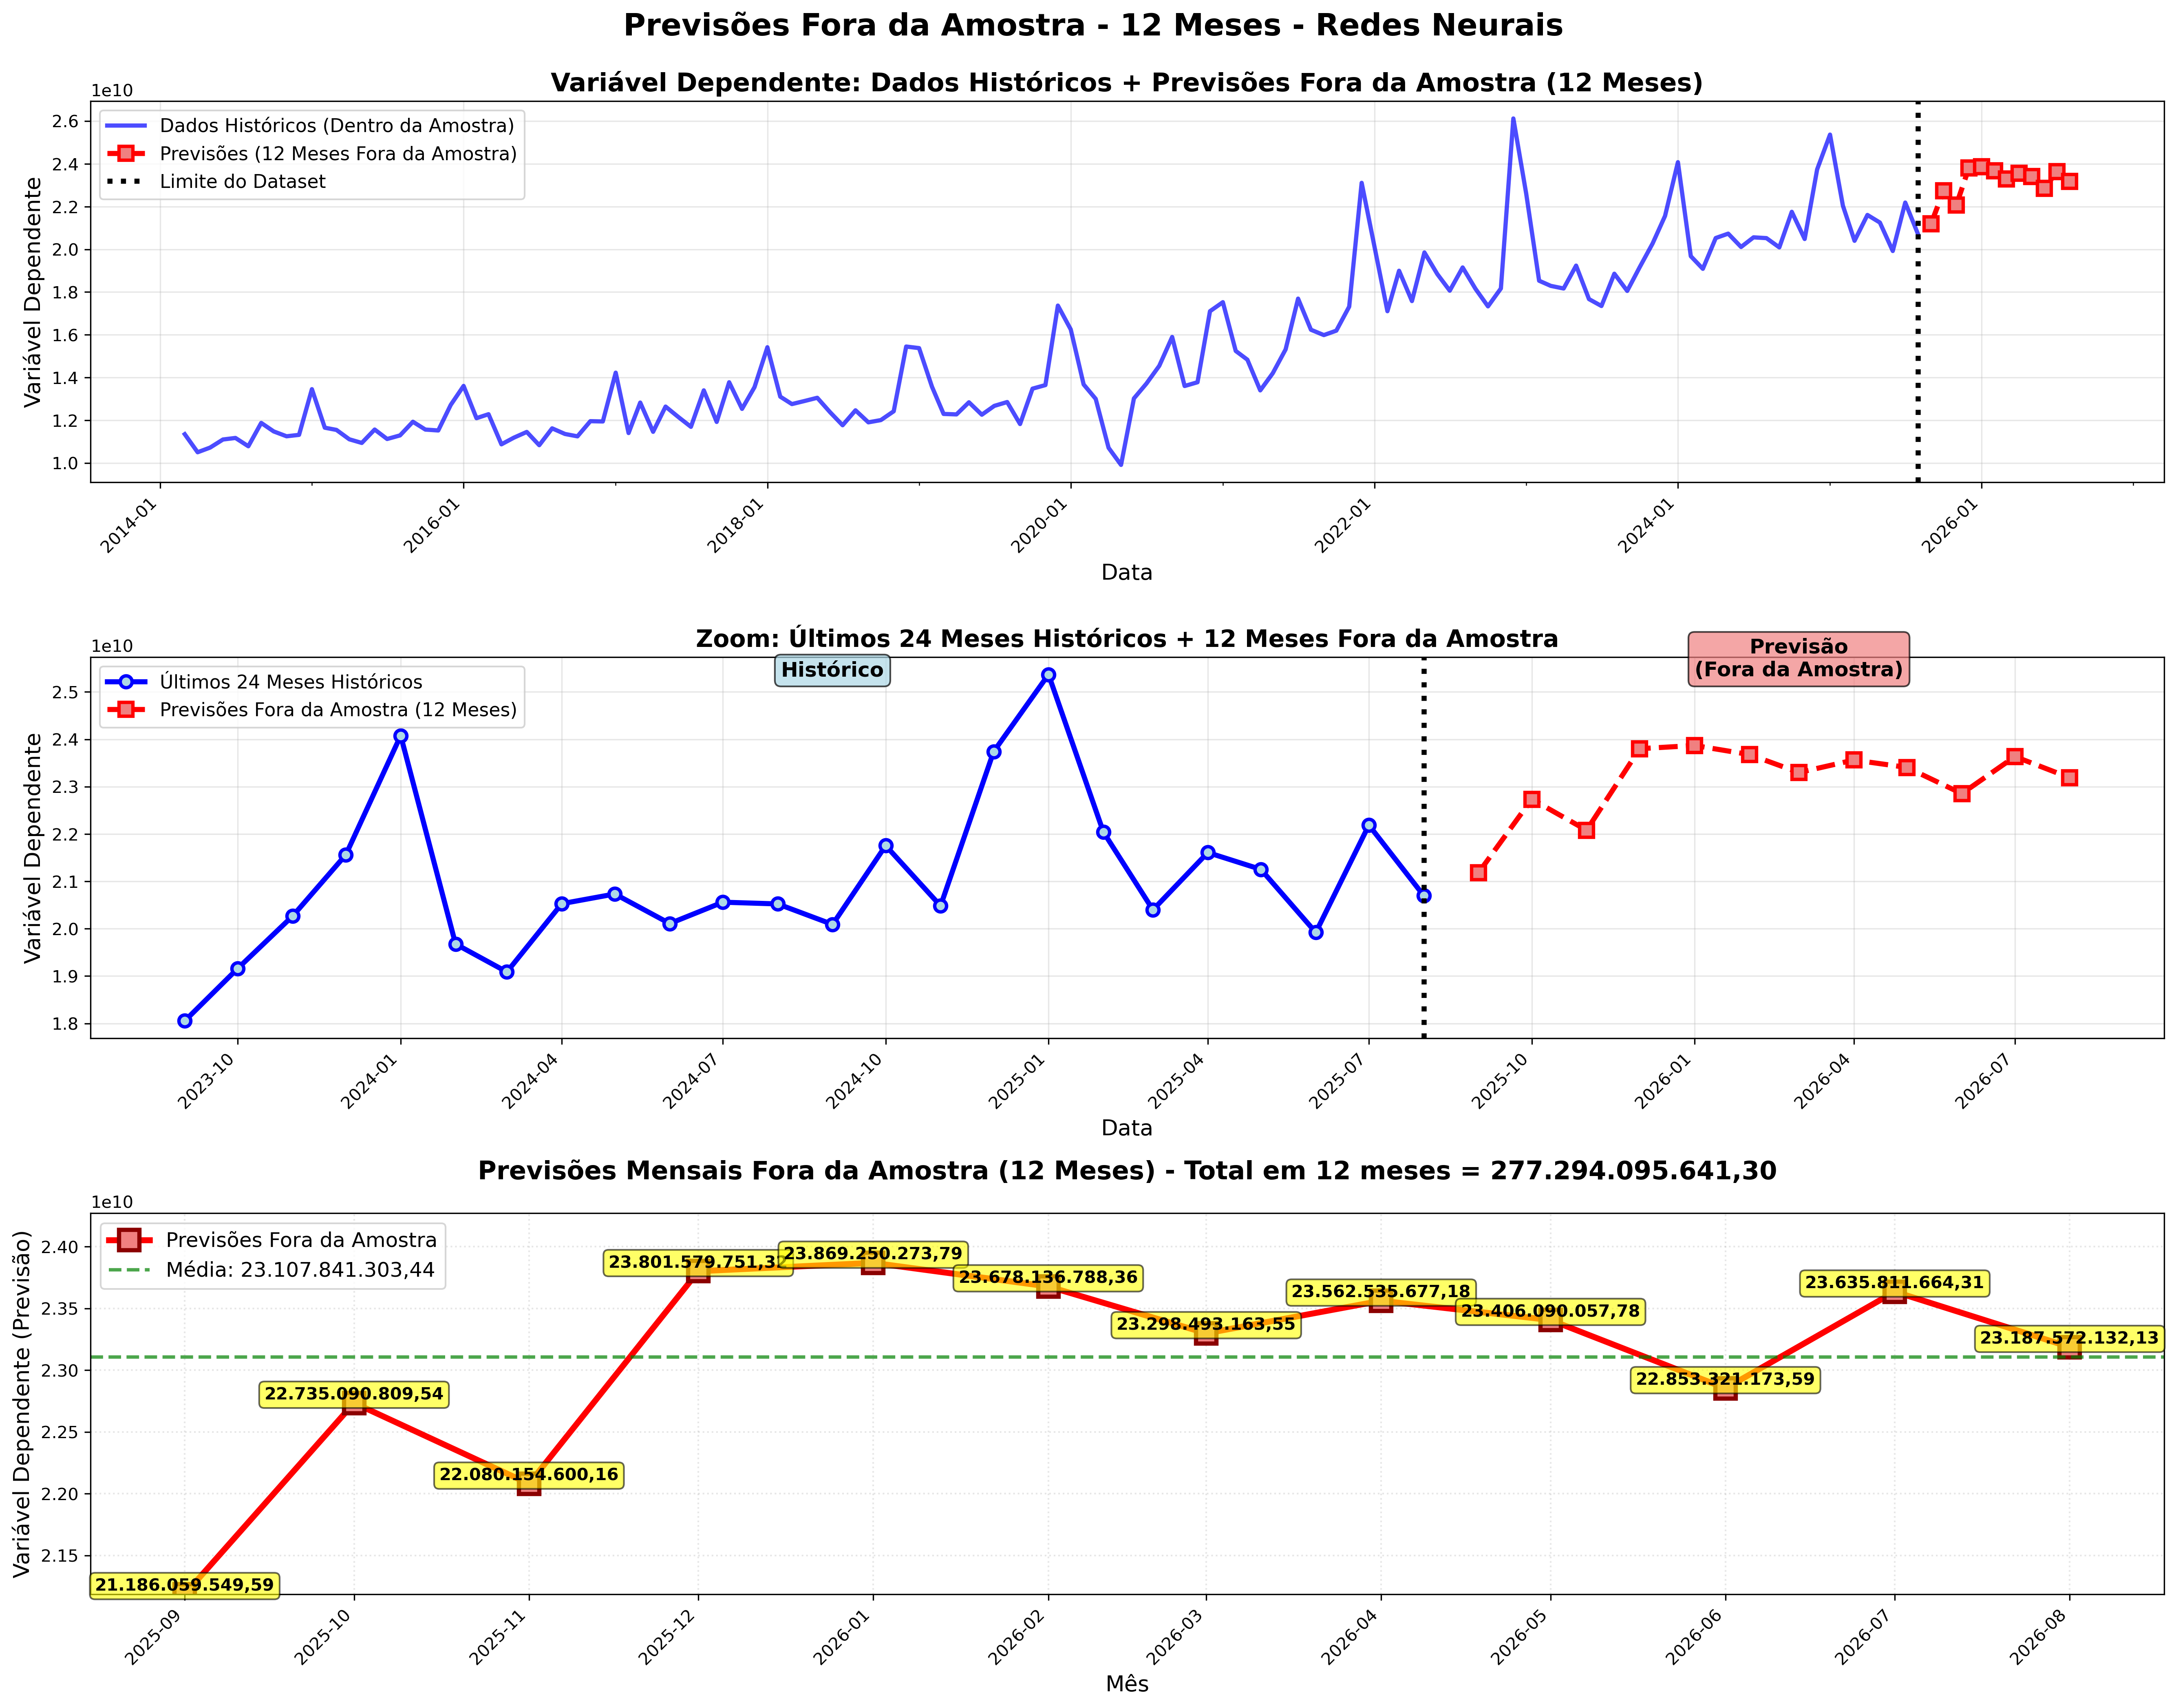 Previsões Fora da Amostra - 12 Meses - Redes Neurais
Variável Dependente: Dados Históricos + Previsões Fora da Amostra (12 Meses)
1e10
Dados Históricos (Dentro da Amostra)
Previsões (12 Meses Fora da Amostra)
Limite do Dataset
Variável Dependente
2.6
2.4
2.2
2.0
1.8
1.6
1.4
1.2
1.0
2014-01
2016-01
2018-01
2020-01
2022-01
2024-01
2026-01
Data
Zoom: Últimos 24 Meses Históricos + 12 Meses Fora da Amostra
1e10
Últimos 24 Meses Históricos
Previsões Fora da Amostra (12 Meses)
Histórico
Previsão
(Fora da Amostra)
Variável Dependente
2.5
2.4
2.3
2.2
2.1
2.0
1.9
1.8
2023-10
2024-01
2024-04
2024-07
2024-10
2025-01
2025-04
2025-07
2025-10
2026-01
2026-04
2026-07
Data
Previsões Mensais Fora da Amostra (12 Meses) - Total em 12 meses = 277.294.095.641,30
1e10
Previsões Fora da Amostra
Média: 23.107.841.303,44
Variável Dependente (Previsão)
2.40
2.35
2.30
2.25
2.20
2.15
21.186.059.549,59
22.735.090.809,54
22.080.154.600,16
23.801.579.751,32
23.869.250.273,79
23.678.136.788,36
23.298.493.163,55
23.562.535.677,18
23.406.090.057,78
22.853.321.173,59
23.635.811.664,31
23.187.572.132,13
2025-09
2025-10
2025-11
2025-12
2026-01
2026-02
2026-03
2026-04
2026-05
2026-06
2026-07
2026-08
Mês